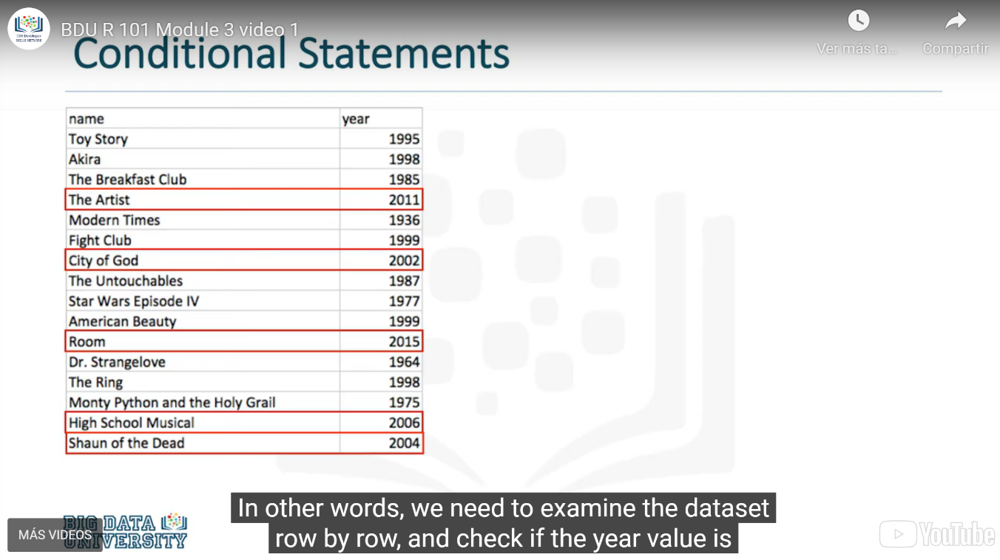 BDU R 101 Module 3 video 1
Ver más ta...
Compartir
IBM Developer
SKILLS NETWORK
Conditional Statements
name year
Toy Story 1995
Akira 1998
The Breakfast Club 1985
The Artist 2011
Modern Times 1936
Fight Club 1999
City of God 2002
The Untouchables 1987
Star Wars Episode IV 1977
American Beauty 1999
Room 2015
Dr. Strangelove 1964
The Ring 1998
Monty Python and the Holy Grail 1975
High School Musical 2006
Shaun of the Dead 2004
In other words, we need to examine the dataset
row by row, and check if the year value is
MÁS VIDEOS
BIG DATA
UNIVERSITY
YouTube